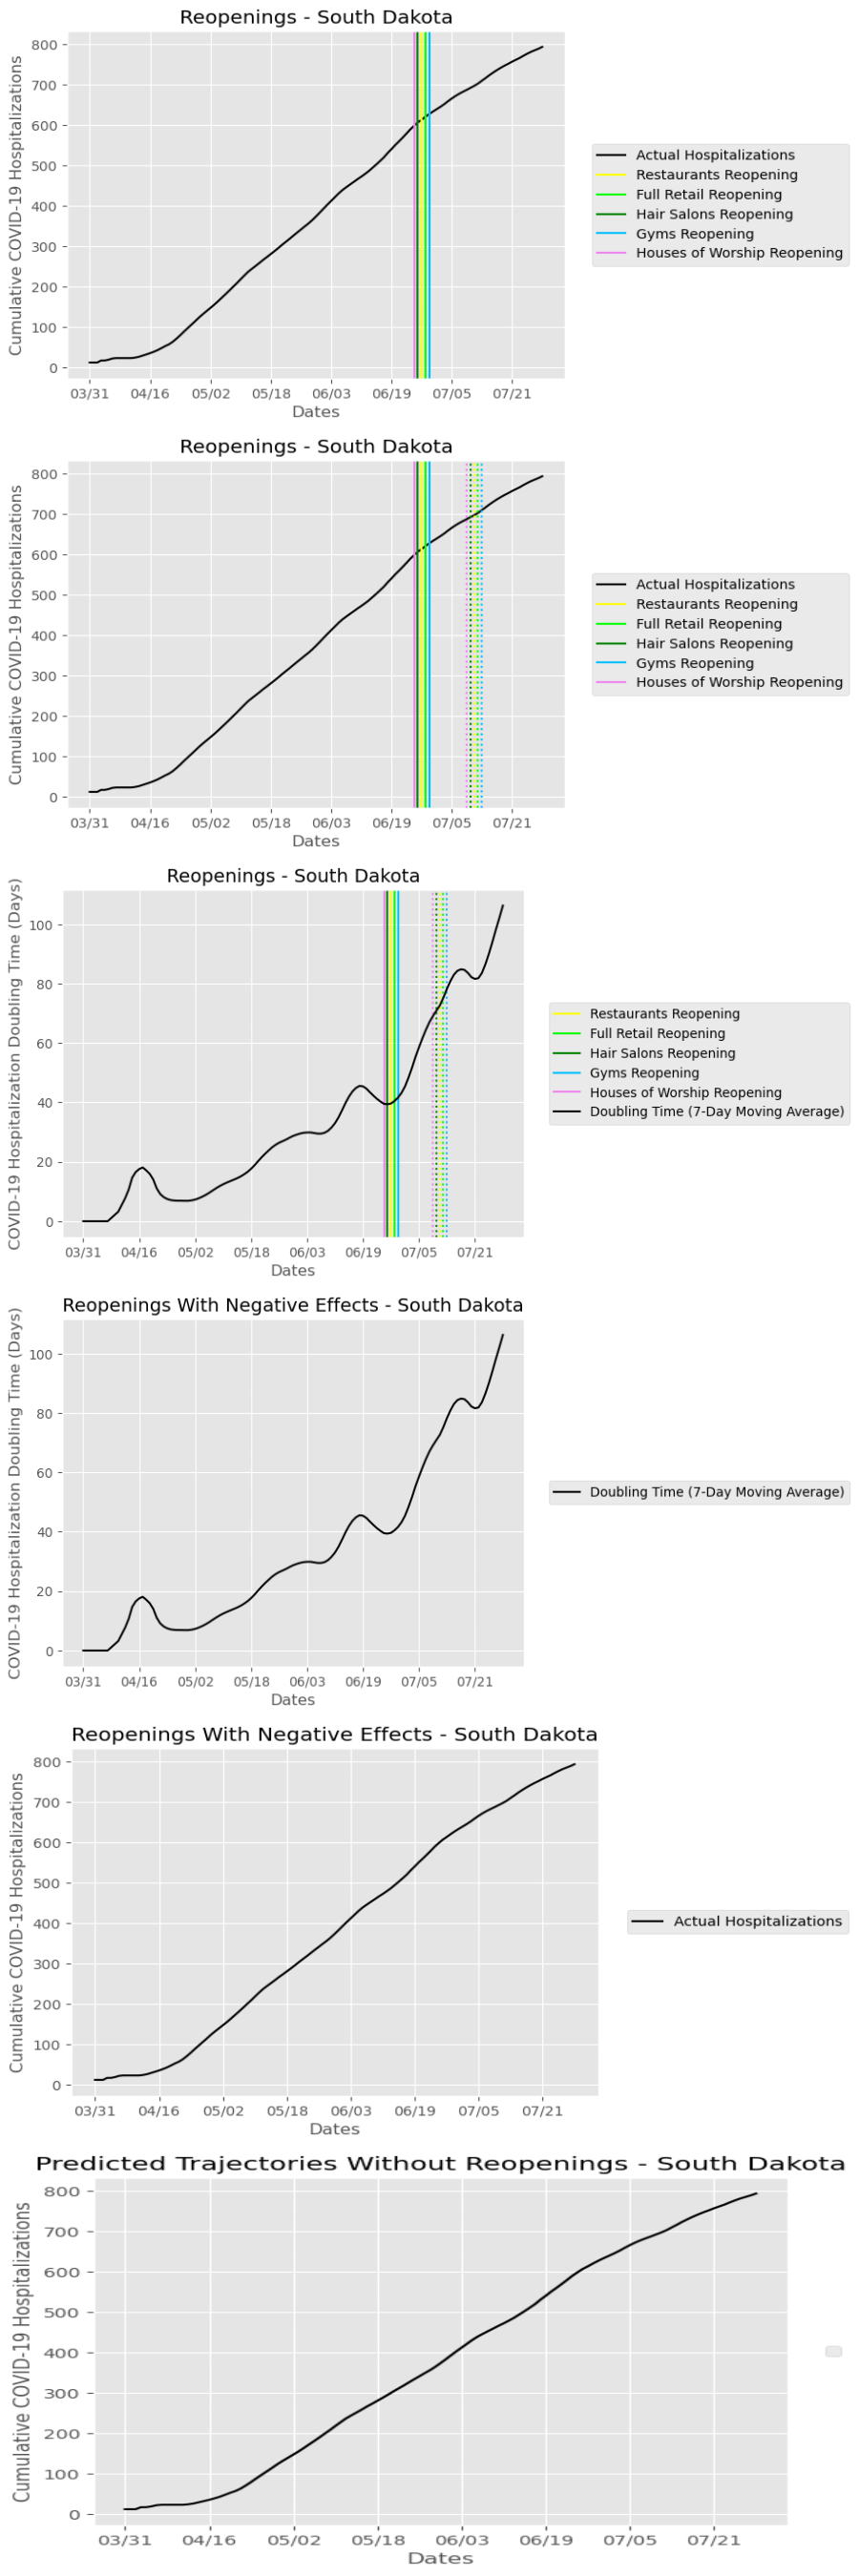 Reopenings - South Dakota
Cumulative COVID-19 Hospitalizations
800
700
600
500
400
300
200
100
0
03/31 04/16 05/02 05/18 06/03 06/19 07/05 07/21
Dates
Actual Hospitalizations
Restaurants Reopening
Full Retail Reopening
Hair Salons Reopening
Gyms Reopening
Houses of Worship Reopening
Reopenings - South Dakota
Cumulative COVID-19 Hospitalizations
800
700
600
500
400
300
200
100
0
03/31 04/16 05/02 05/18 06/03 06/19 07/05 07/21
Dates
Actual Hospitalizations
Restaurants Reopening
Full Retail Reopening
Hair Salons Reopening
Gyms Reopening
Houses of Worship Reopening
Reopenings - South Dakota
COVID-19 Hospitalization Doubling Time (Days)
100
80
60
40
20
0
03/31 04/16 05/02 05/18 06/03 06/19 07/05 07/21
Dates
Restaurants Reopening
Full Retail Reopening
Hair Salons Reopening
Gyms Reopening
Houses of Worship Reopening
Doubling Time (7-Day Moving Average)
Reopenings With Negative Effects - South Dakota
COVID-19 Hospitalization Doubling Time (Days)
100
80
60
40
20
0
03/31 04/16 05/02 05/18 06/03 06/19 07/05 07/21
Dates
Doubling Time (7-Day Moving Average)
Reopenings With Negative Effects - South Dakota
Cumulative COVID-19 Hospitalizations
800
700
600
500
400
300
200
100
0
03/31 04/16 05/02 05/18 06/03 06/19 07/05 07/21
Dates
Actual Hospitalizations
Predicted Trajectories Without Reopenings - South Dakota
Cumulative COVID-19 Hospitalizations
800
700
600
500
400
300
200
100
0
03/31 04/16 05/02 05/18 06/03 06/19 07/05 07/21
Dates